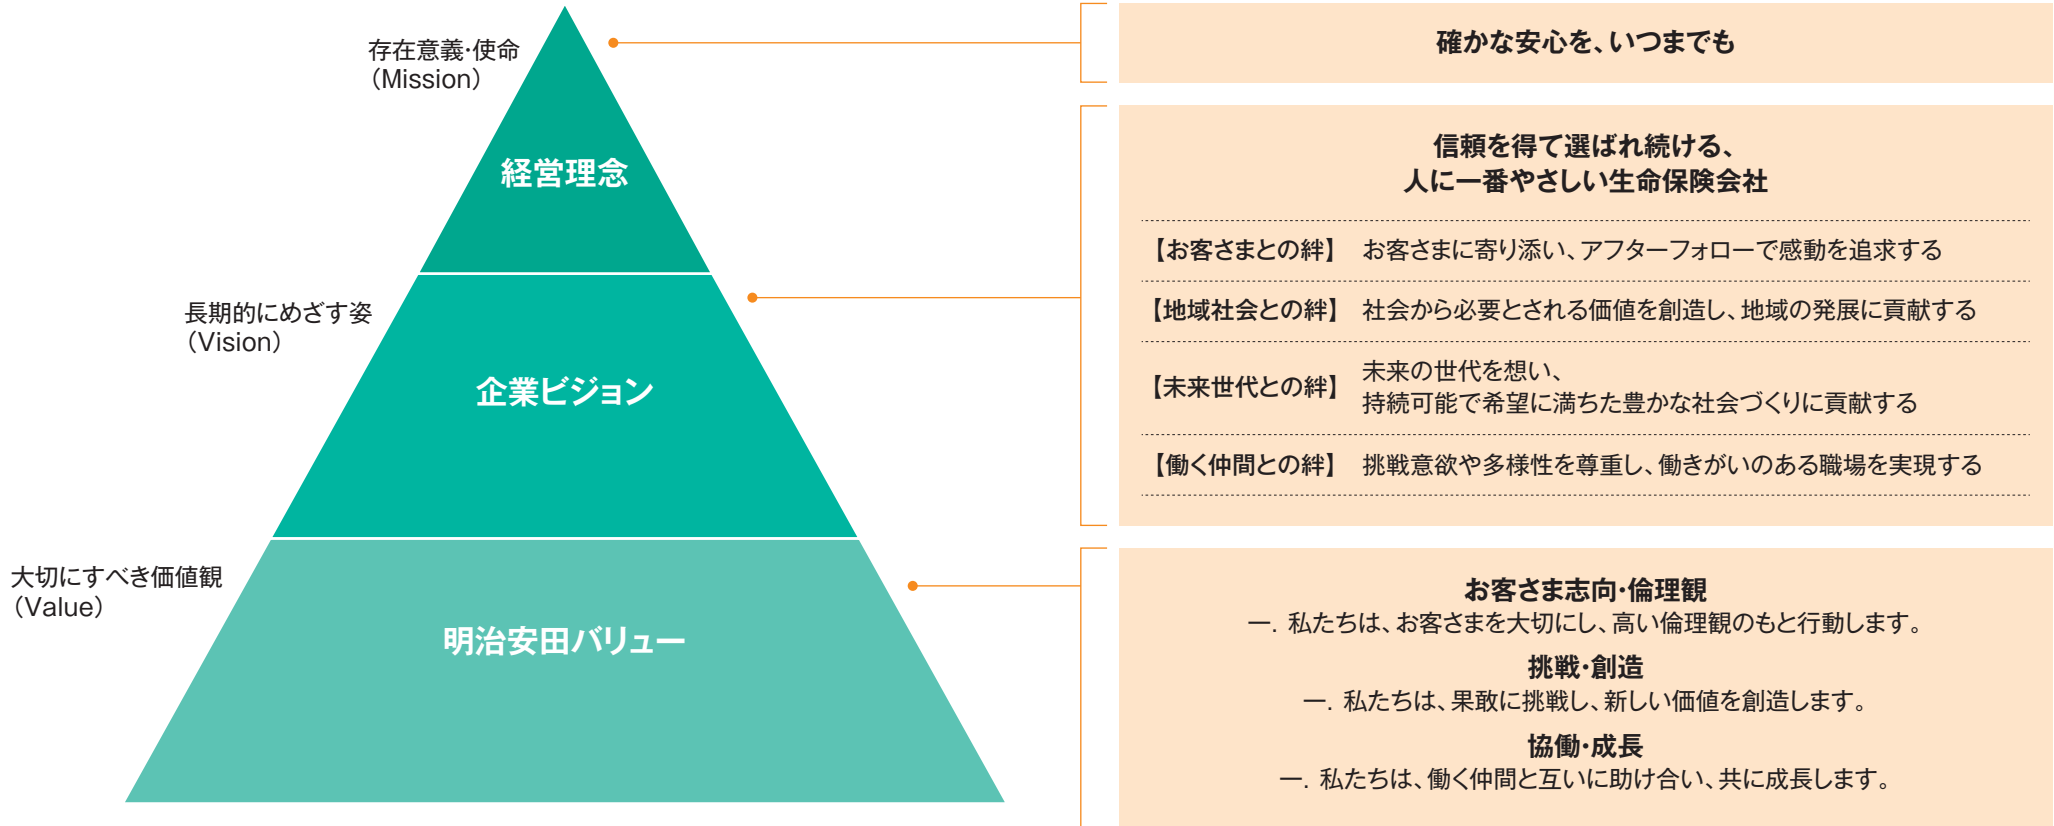 存在意義・使命
（Mission）
経営理念
確かな安心を、いつまでも
長期的にめざす姿
（Vision）
企業ビジョン
信頼を得て選ばれ続ける、
人に一番やさしい生命保険会社
【お客さまとの絆】 お客さまに寄り添い、アフターフォローで感動を追求する
【地域社会との絆】 社会から必要とされる価値を創造し、地域の発展に貢献する
【未来世代との絆】 未来の世代を想い、
持続可能で希望に満ちた豊かな社会づくりに貢献する
【働く仲間との絆】 挑戦意欲や多様性を尊重し、働きがいのある職場を実現する
大切にすべき価値観
（Value）
明治安田バリュー
お客さま志向・倫理観
一. 私たちは、お客さまを大切にし、高い倫理観のもと行動します。
挑戦・創造
一. 私たちは、果敢に挑戦し、新しい価値を創造します。
協働・成長
一. 私たちは、働く仲間と互いに助け合い、共に成長します。